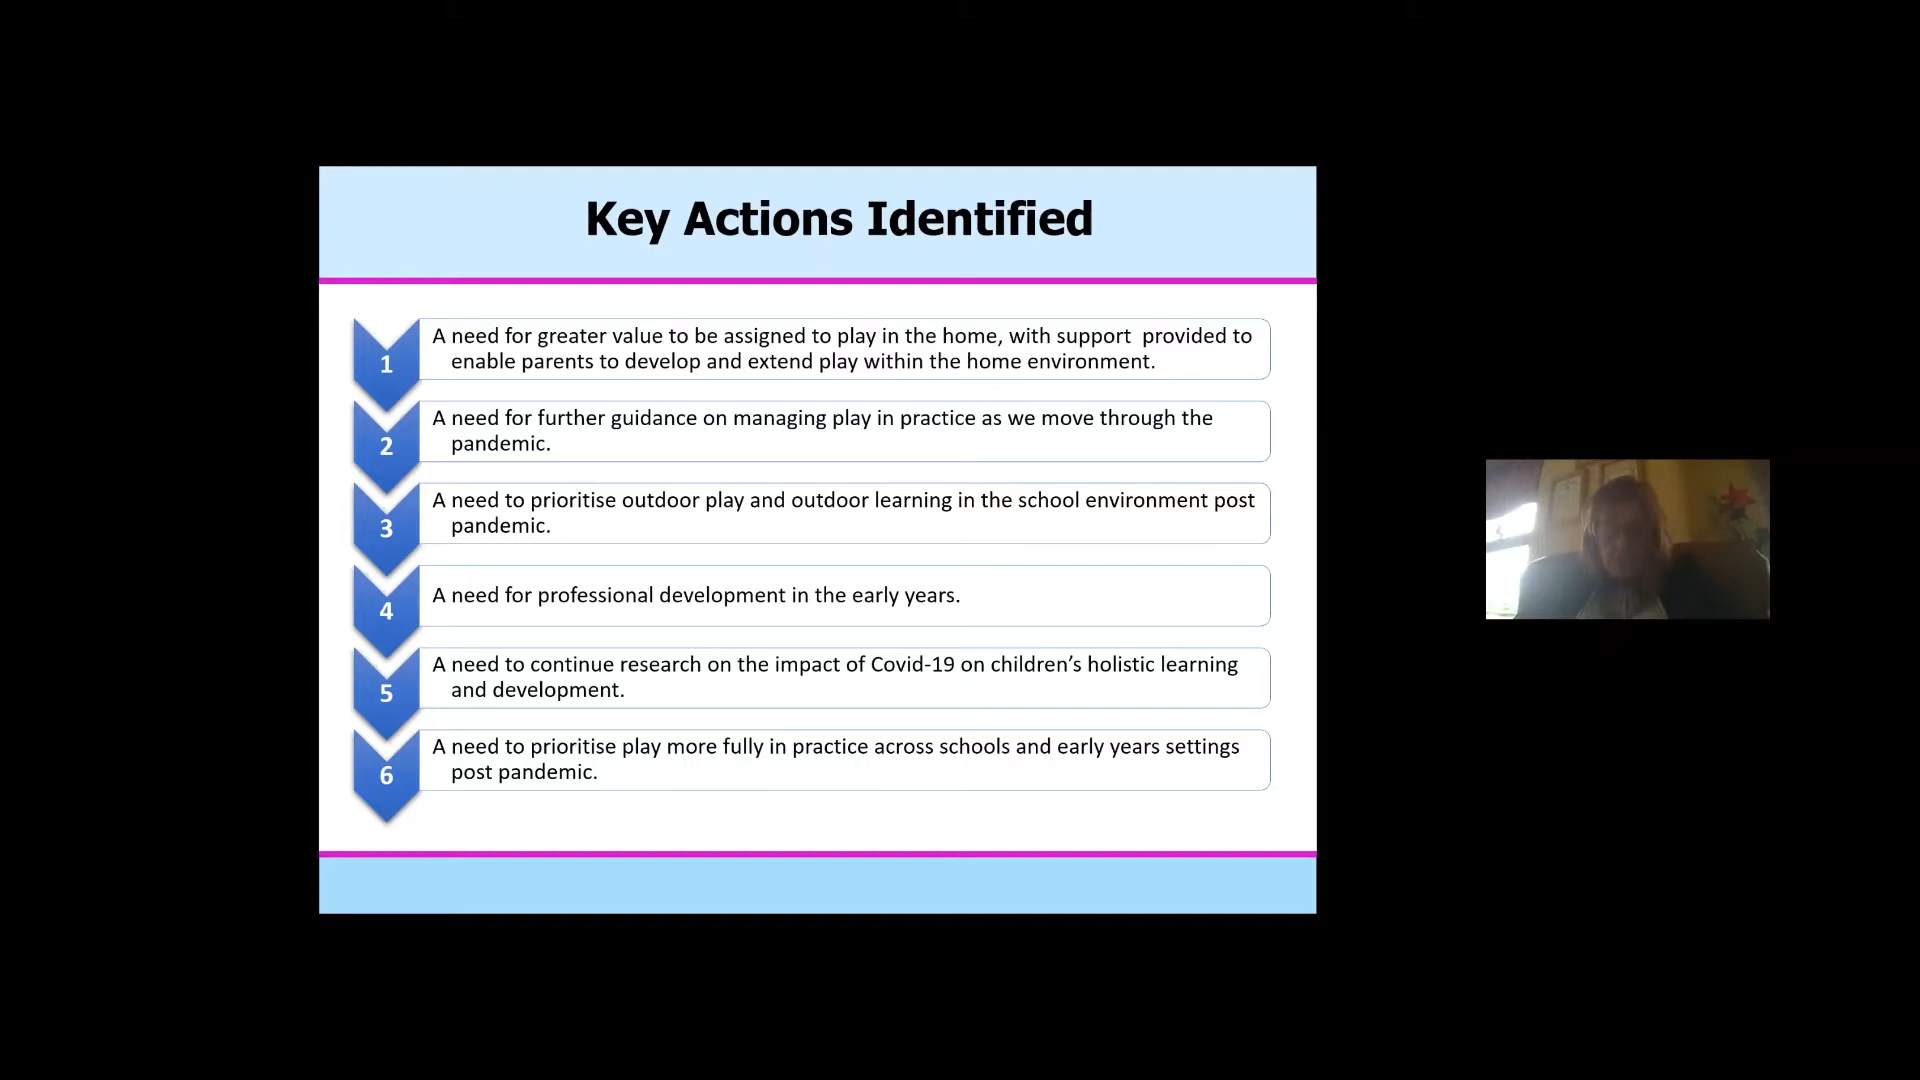 Key Actions Identified
1
A need for greater value to be assigned to play in the home, with support  provided to
enable parents to develop and extend play within the home environment.
2
A need for further guidance on managing play in practice as we move through the
pandemic.
3
A need to prioritise outdoor play and outdoor learning in the school environment post
pandemic.
4
A need for professional development in the early years.
5
A need to continue research on the impact of Covid-19 on children’s holistic learning
and development.
6
A need to prioritise play more fully in practice across schools and early years settings
post pandemic.